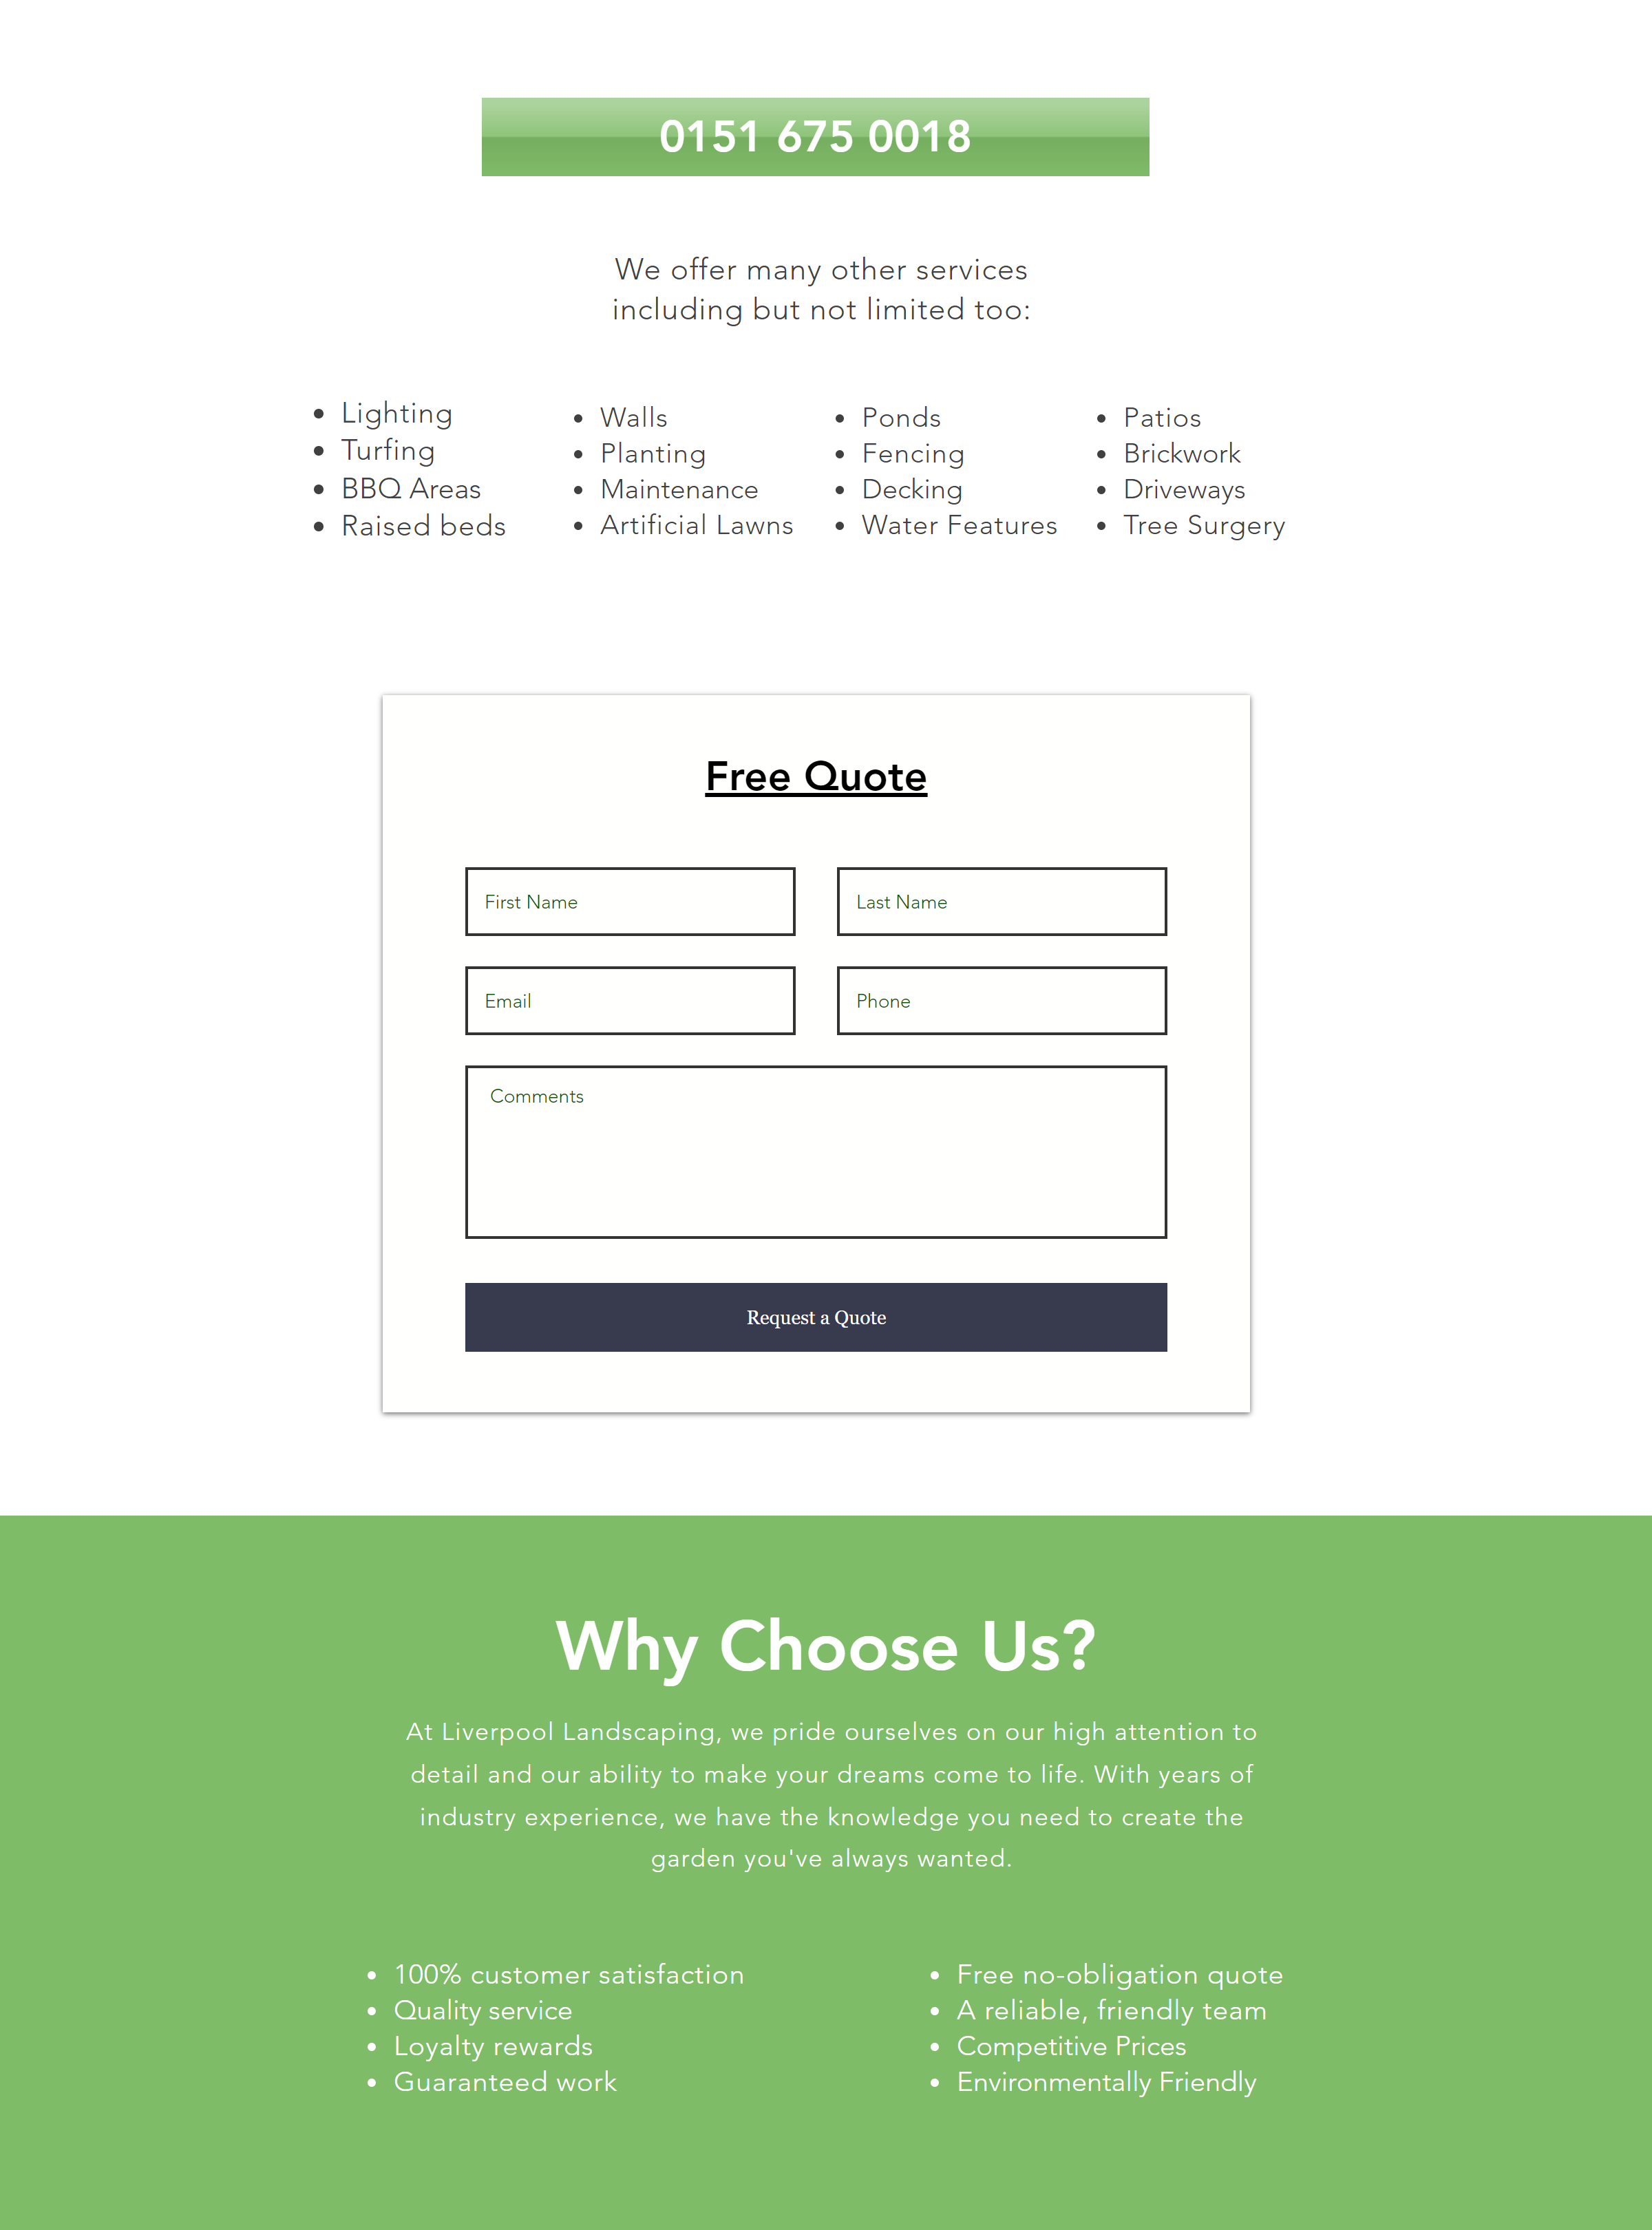 0151 675 0018
We offer many other services
including but not limited too:
• Lighting
• Turfing
• BBQ Areas
• Raised beds
• Walls
• Planting
• Maintenance
• Artificial Lawns
• Ponds
• Fencing
• Decking
• Water Features
• Patios
• Brickwork
• Driveways
• Tree Surgery
Free Quote
First Name
Last Name
Email
Phone
Comments
Request a Quote
Why Choose Us?
At Liverpool Landscaping, we pride ourselves on our high attention to
detail and our ability to make your dreams come to life. With years of
industry experience, we have the knowledge you need to create the
garden you've always wanted.
• 100% customer satisfaction
• Quality service
• Loyalty rewards
• Guaranteed work
• Free no-obligation quote
• A reliable, friendly team
• Competitive Prices
• Environmentally Friendly